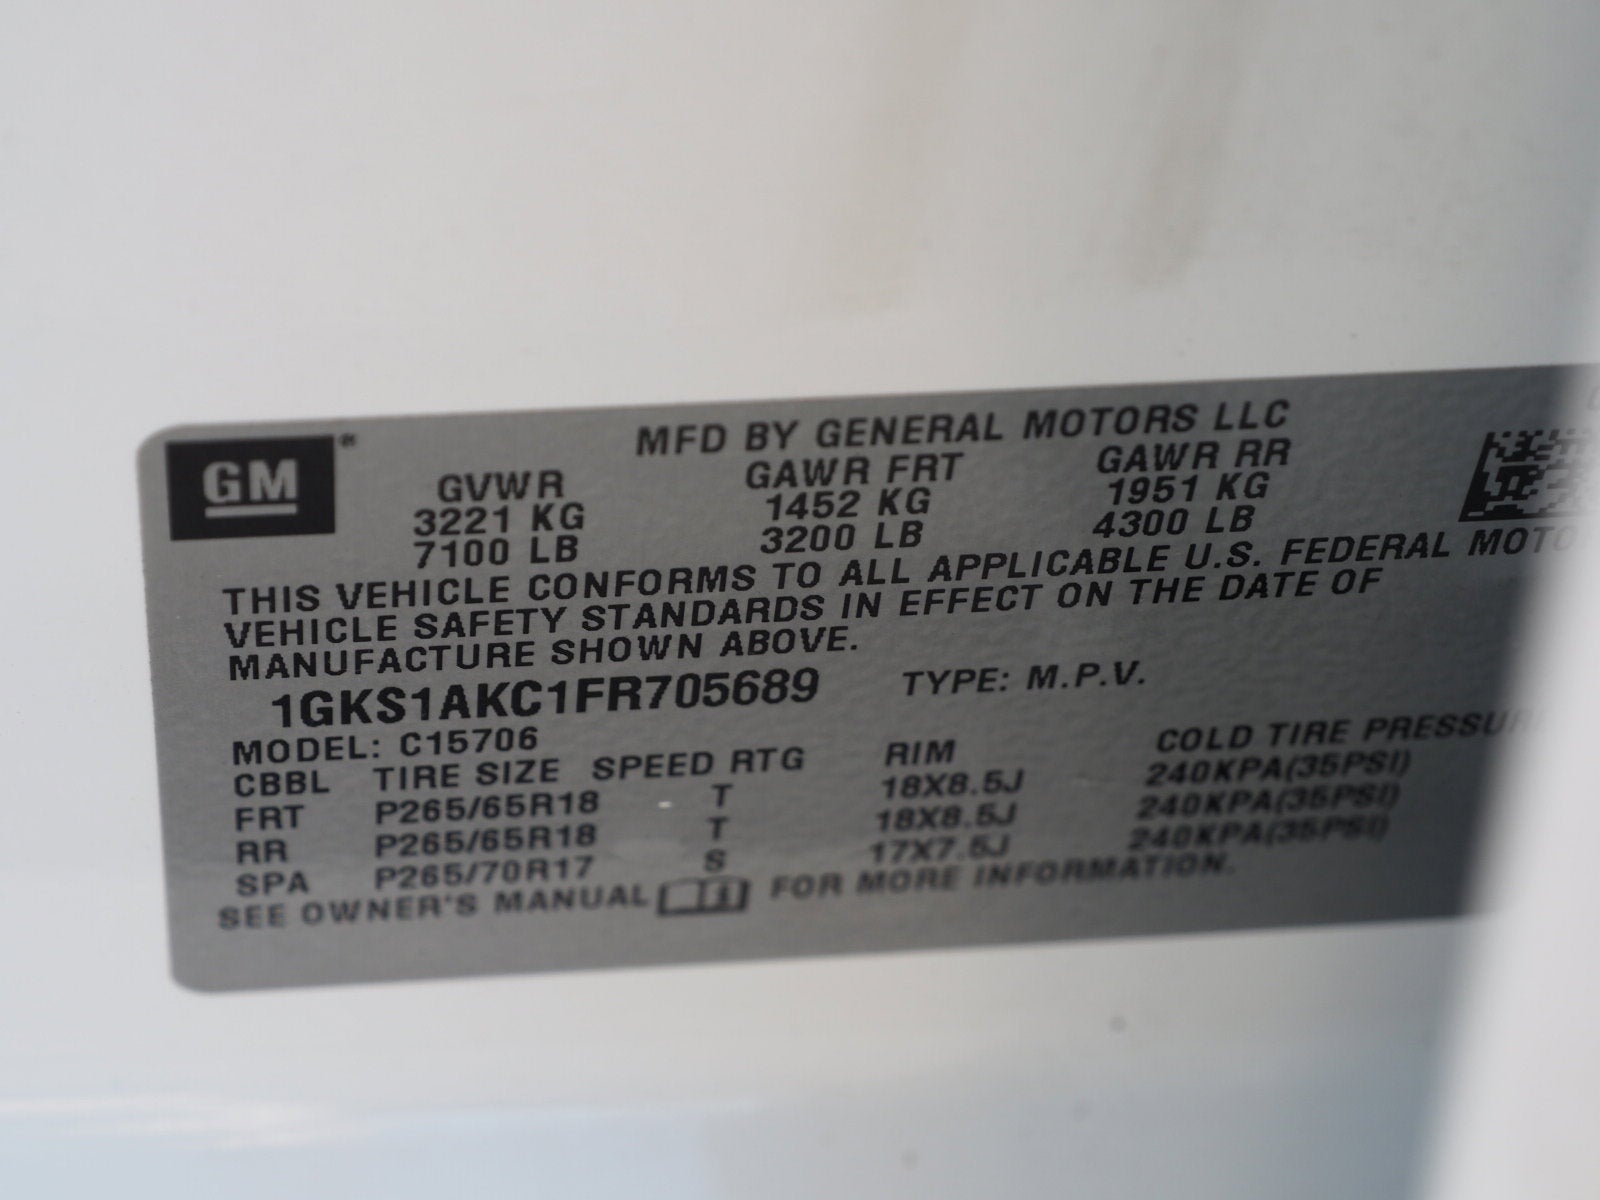 GM ®
MFD BY GENERAL MOTORS LLC
GVWR GAWR FRT GAWR RR
3221 KG 1452 KG 1951 KG
7100 LB 3200 LB 4300 LB
THIS VEHICLE CONFORMS TO ALL APPLICABLE U.S. FEDERAL MOTO
VEHICLE SAFETY STANDARDS IN EFFECT ON THE DATE OF
MANUFACTURE SHOWN ABOVE.
1GKS1AKC1FR705689 TYPE: M.P.V.
MODEL: C15706
CBBL TIRE SIZE SPEED RTG RIM COLD TIRE PRESSUR
FRT P265/65R18 T 18X8.5J 240KPA(35PSI)
RR P265/65R18 T 18X8.5J 240KPA(35PSI)
SPA P265/70R17 S 17X7.5J 240KPA(35PSI)
SEE OWNER'S MANUAL FOR MORE INFORMATION.